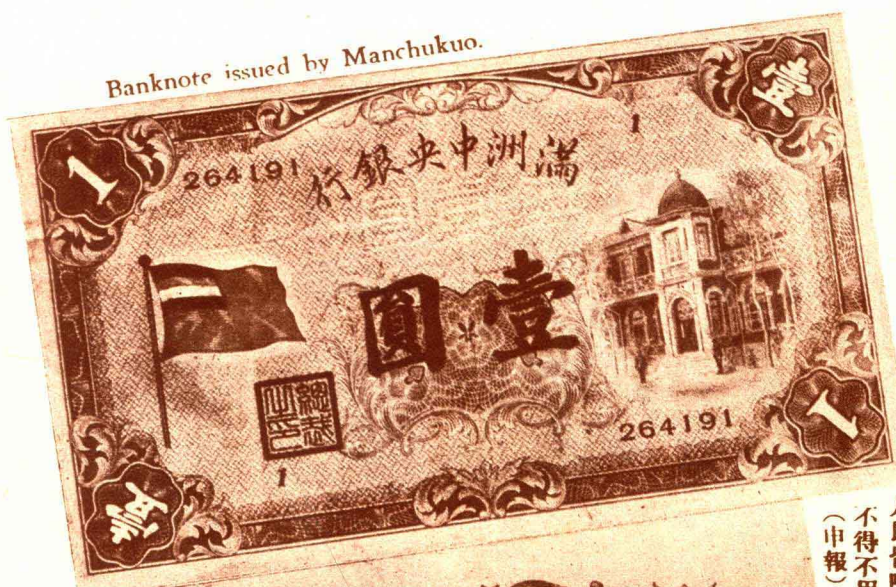 Banknote issued by Manchukuo.
1
壹
1
264191
行銀央中洲滿
圓壹
總裁之印
264191
1
壹
1
不得不
(申報)